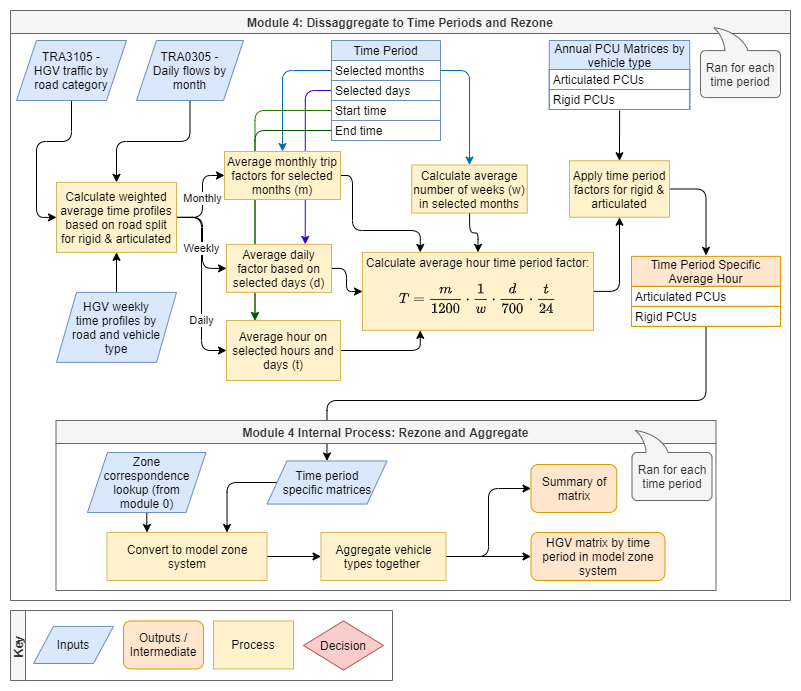 Module 4: Dissaggregate to Time Periods and Rezone
TRA3105 -
HGV traffic by
road category
TRA0305 -
Daily flows by
month
Time Period
Selected months
Selected days
Start time
End time
Annual PCU Matrices by
vehicle type
Articulated PCUs
Rigid PCUs
Ran for each
time period
Calculate weighted
average time profiles
based on road split
for rigid & articulated
Monthly
Weekly
Daily
Average monthly trip
factors for selected
months (m)
Calculate average
number of weeks (w)
in selected months
Apply time period
factors for rigid &
articulated
Average daily
factor based on
selected days (d)
Calculate average hour time period factor:
T = m/1200 · 1/w · d/700 · t/24
Time Period Specific
Average Hour
Articulated PCUs
Rigid PCUs
HGV weekly
time profiles by
road and vehicle
type
Average hour on
selected hours and
days (t)
Module 4 Internal Process: Rezone and Aggregate
Zone
correspondence
lookup (from
module 0)
Time period
specific matrices
Ran for each
time period
Summary of
matrix
Convert to model zone
system
Aggregate vehicle
types together
HGV matrix by time
period in model zone
system
Key
Inputs
Outputs /
Intermediate
Process
Decision